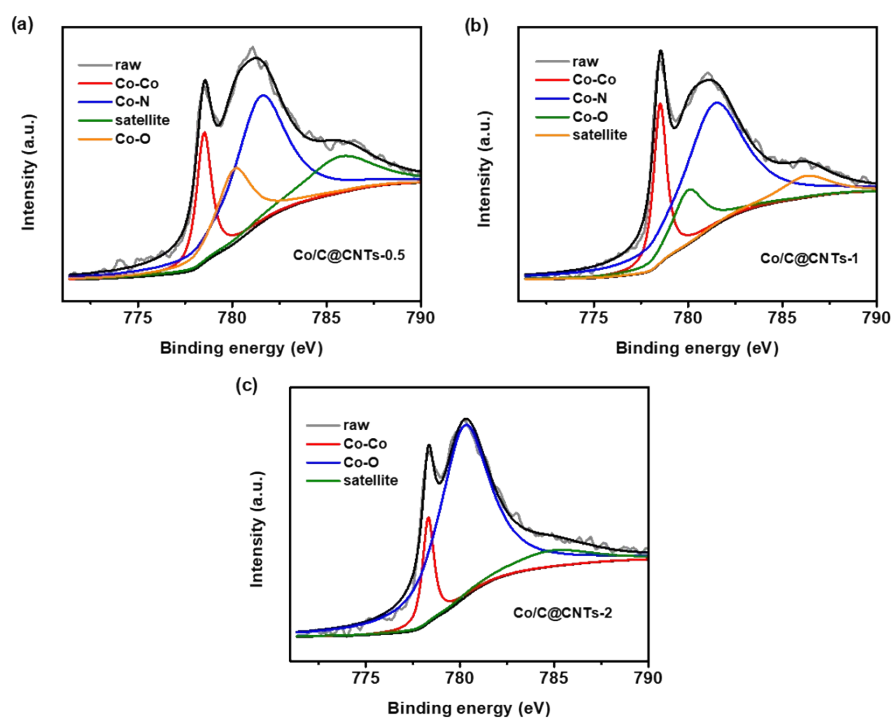 (a)
raw
Co-Co
Co-N
satellite
Co-O
Intensity (a.u.)
Co/C@CNTs-0.5
775 780 785 790
Binding energy (eV)
(b)
raw
Co-Co
Co-N
Co-O
satellite
Intensity (a.u.)
Co/C@CNTs-1
775 780 785 790
Binding energy (eV)
(c)
raw
Co-Co
Co-O
satellite
Intensity (a.u.)
Co/C@CNTs-2
775 780 785 790
Binding energy (eV)